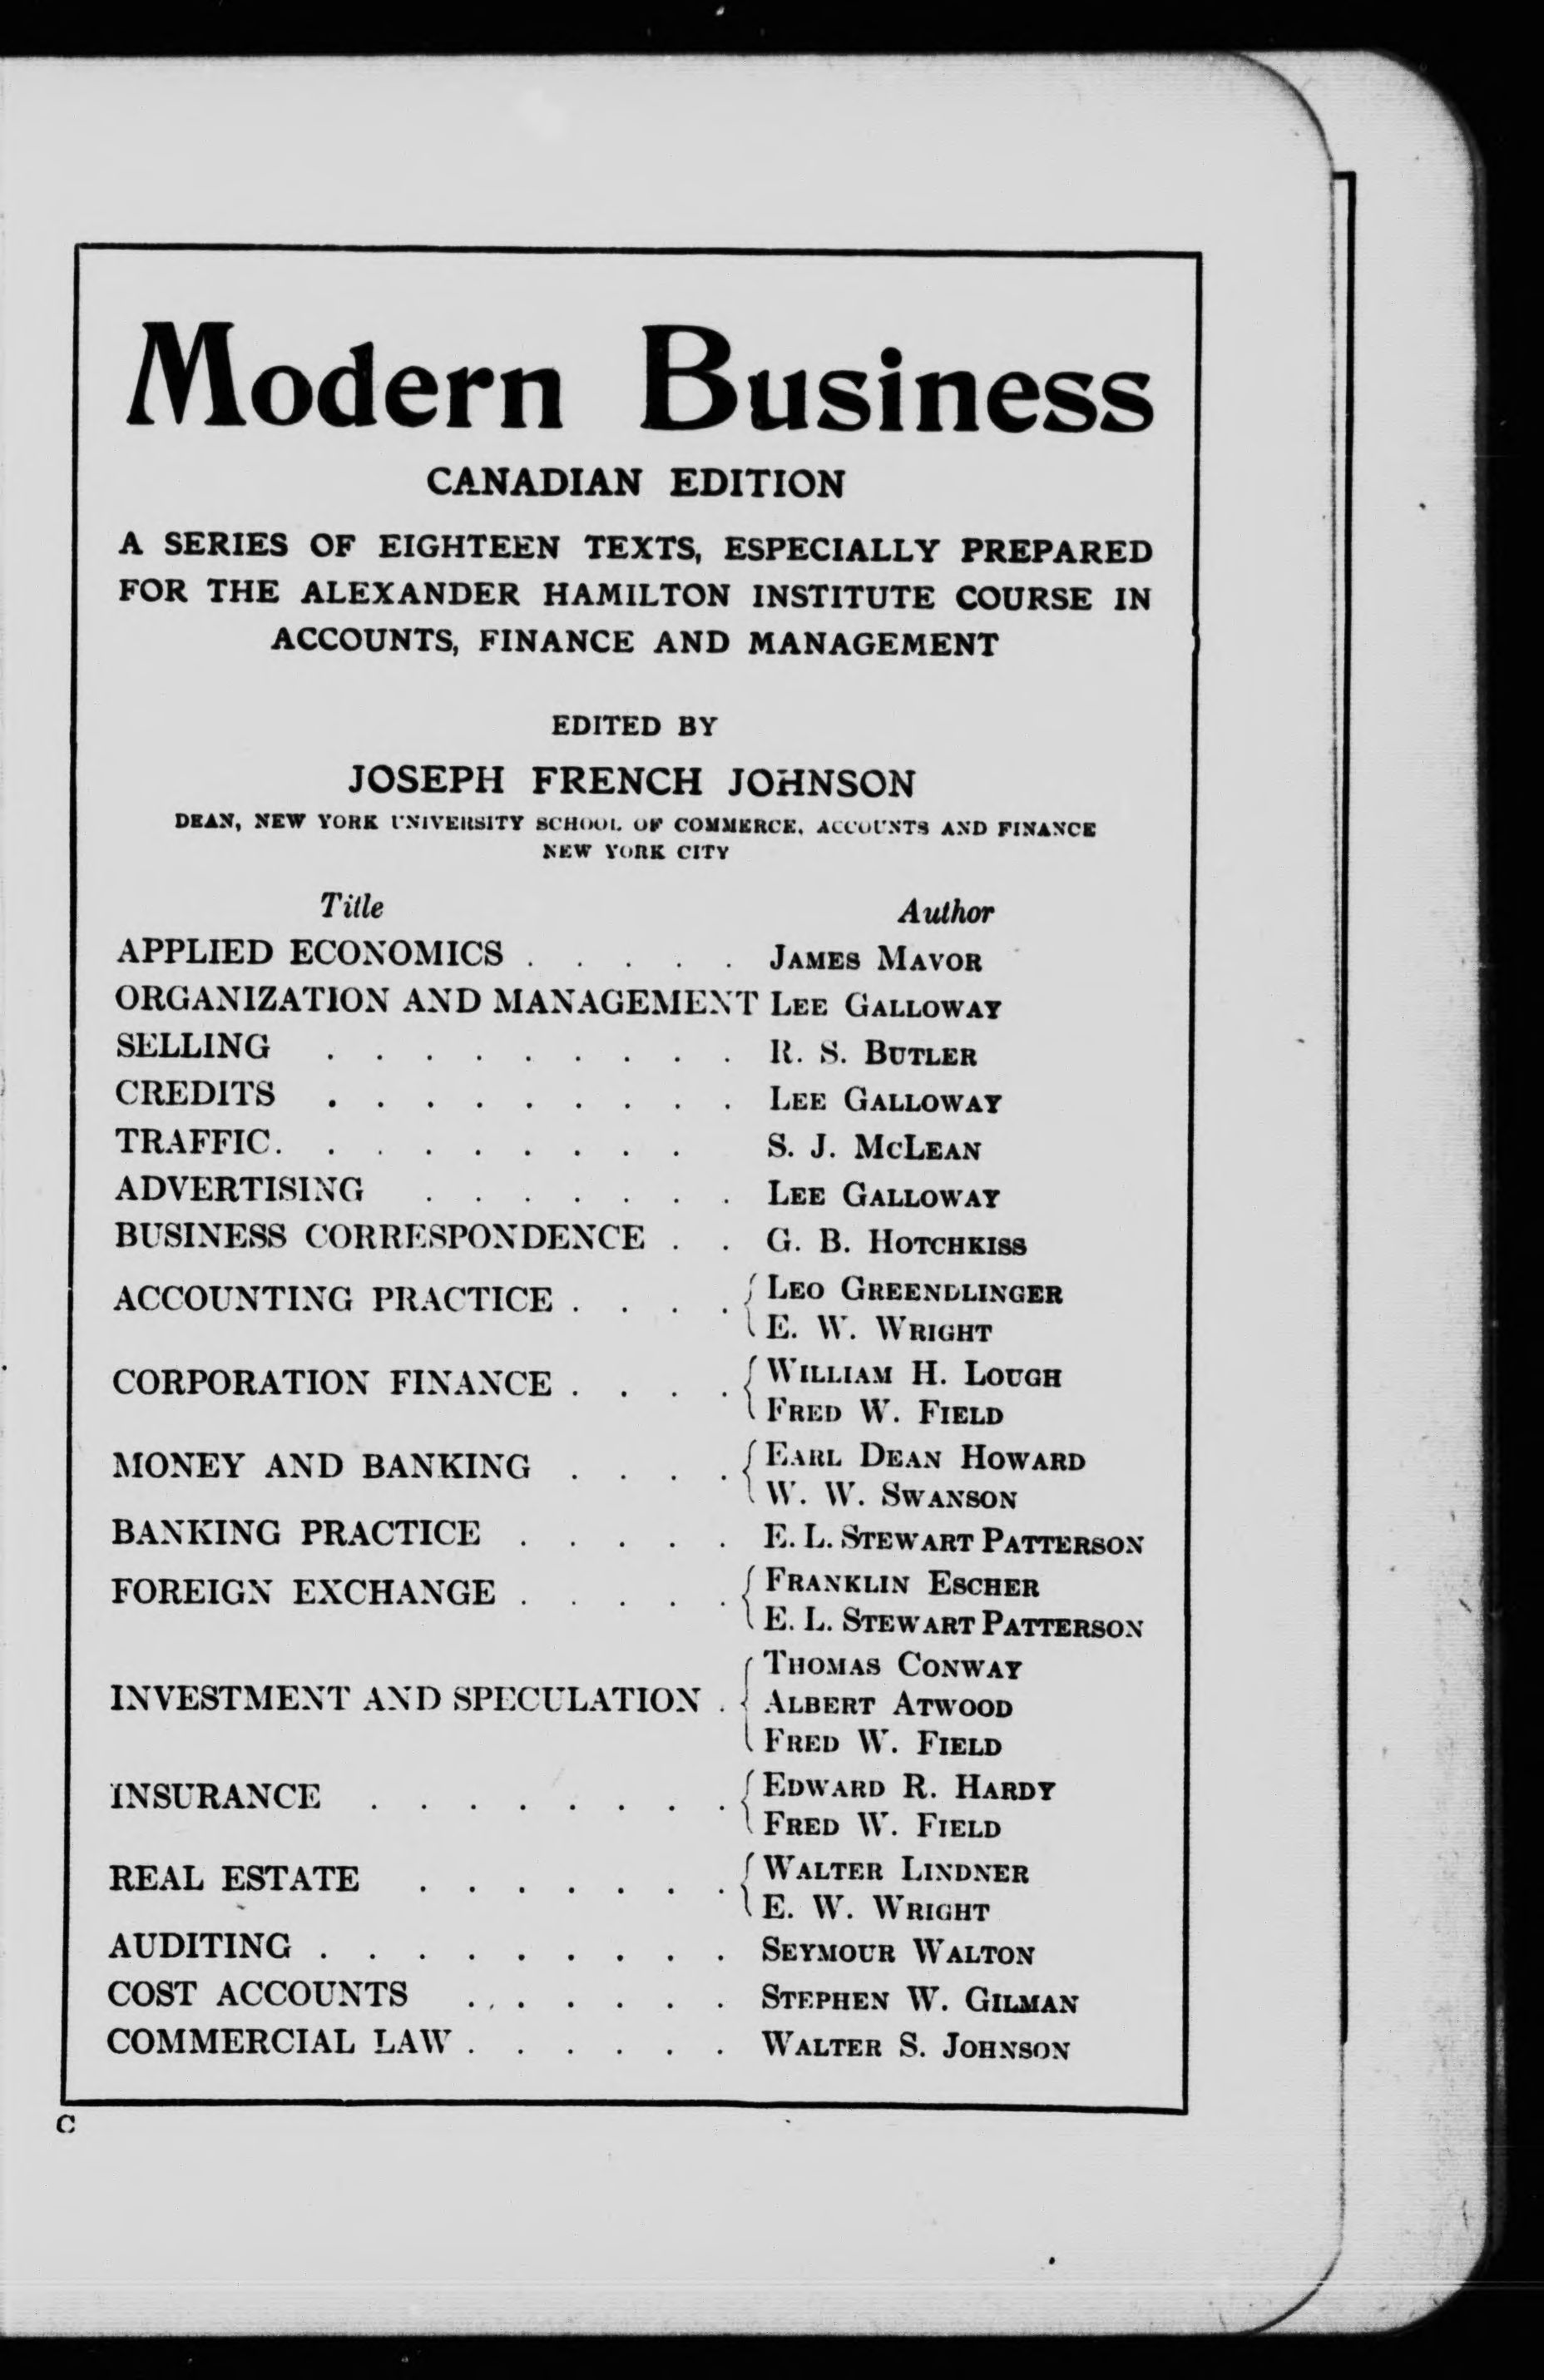 Modern Business
CANADIAN EDITION
A SERIES OF EIGHTEEN TEXTS, ESPECIALLY PREPARED
FOR THE ALEXANDER HAMILTON INSTITUTE COURSE IN
ACCOUNTS, FINANCE AND MANAGEMENT
EDITED BY
JOSEPH FRENCH JOHNSON
DEAN, NEW YORK UNIVERSITY SCHOOL OF COMMERCE, ACCOUNTS AND FINANCE
NEW YORK CITY
Title Author
APPLIED ECONOMICS . . . . . JAMES MAVOR
ORGANIZATION AND MANAGEMENT LEE GALLOWAY
SELLING . . . . . . . . . R. S. BUTLER
CREDITS . . . . . . . . . LEE GALLOWAY
TRAFFIC. . . . . . . . . S. J. MCLEAN
ADVERTISING . . . . . . . LEE GALLOWAY
BUSINESS CORRESPONDENCE . . G. B. HOTCHKISS
ACCOUNTING PRACTICE . . . . { LEO GREENDLINGER
E. W. WRIGHT
CORPORATION FINANCE . . . . { WILLIAM H. LOUGH
FRED W. FIELD
MONEY AND BANKING . . . . { EARL DEAN HOWARD
W. W. SWANSON
BANKING PRACTICE . . . . . E. L. STEWART PATTERSON
FOREIGN EXCHANGE . . . . . { FRANKLIN ESCHER
E. L. STEWART PATTERSON
THOMAS CONWAY
INVESTMENT AND SPECULATION . { ALBERT ATWOOD
FRED W. FIELD
INSURANCE . . . . . . . . { EDWARD R. HARDY
FRED W. FIELD
REAL ESTATE . . . . . . . { WALTER LINDNER
E. W. WRIGHT
AUDITING . . . . . . . . . SEYMOUR WALTON
COST ACCOUNTS . . . . . . STEPHEN W. GILMAN
COMMERCIAL LAW . . . . . . WALTER S. JOHNSON
C